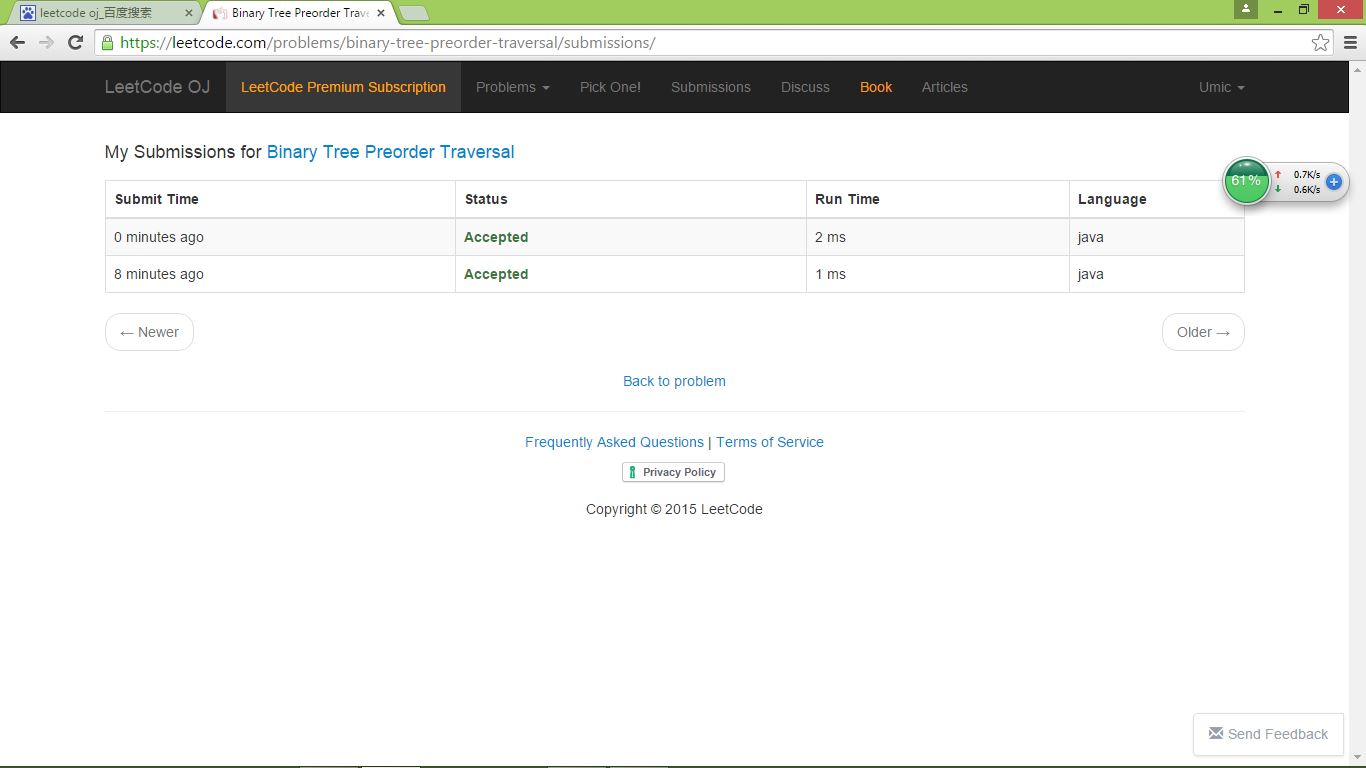 leetcode oj_百度搜索
Binary Tree Preorder Trav
https://leetcode.com/problems/binary-tree-preorder-traversal/submissions/
LeetCode OJ LeetCode Premium Subscription Problems Pick One! Submissions Discuss Book Articles Umic
My Submissions for Binary Tree Preorder Traversal
61% 0.7K/s
0.6K/s
Submit Time Status Run Time Language
0 minutes ago Accepted 2 ms java
8 minutes ago Accepted 1 ms java
← Newer Older →
Back to problem
Frequently Asked Questions | Terms of Service
Privacy Policy
Copyright © 2015 LeetCode
Send Feedback